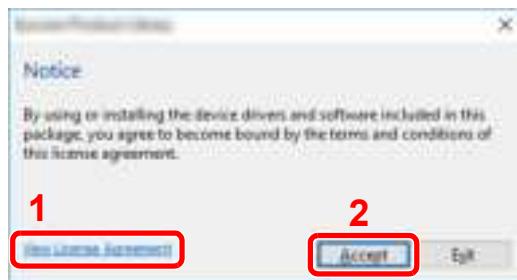 Notice
By using or installing the device drivers and software included in this
package, you agree to become bound by the terms and conditions of
this license agreement.
1
2
View License Agreement
Accept
Exit